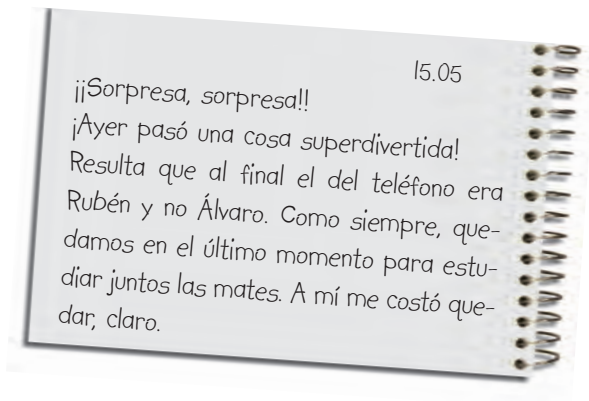 15.05
¡¡Sorpresa, sorpresa!!
¡Ayer pasó una cosa superdivertida!
Resulta que al final el del teléfono era
Rubén y no Álvaro. Como siempre, que-
damos en el último momento para estu-
diar juntos las mates. A mí me costó que-
dar, claro.